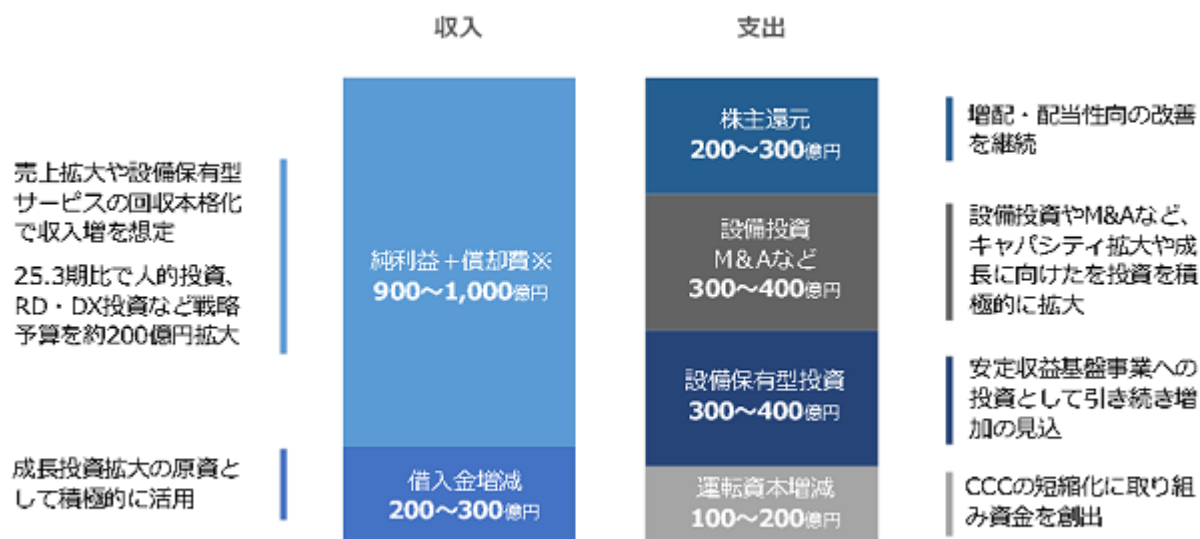 収入
支出
売上拡大や設備保有型
サービスの回収本格化
で収入増を想定
25.3期比で人的投資、
RD・DX投資など戦略
予算を約200億円拡大
成長投資拡大の原資と
して積極的に活用
純利益＋償却費※
900～1,000億円
借入金増減
200～300億円
株主還元
200～300億円
設備投資
M&Aなど
300～400億円
設備保有型投資
300～400億円
運転資本増減
100～200億円
増配・配当性向の改善
を継続
設備投資やM&Aなど、
キャパシティ拡大や成
長に向けたを投資を積
極的に拡大
安定収益基盤事業への
投資として引き続き増
加の見込
CCCの短縮化に取り組
み資金を創出